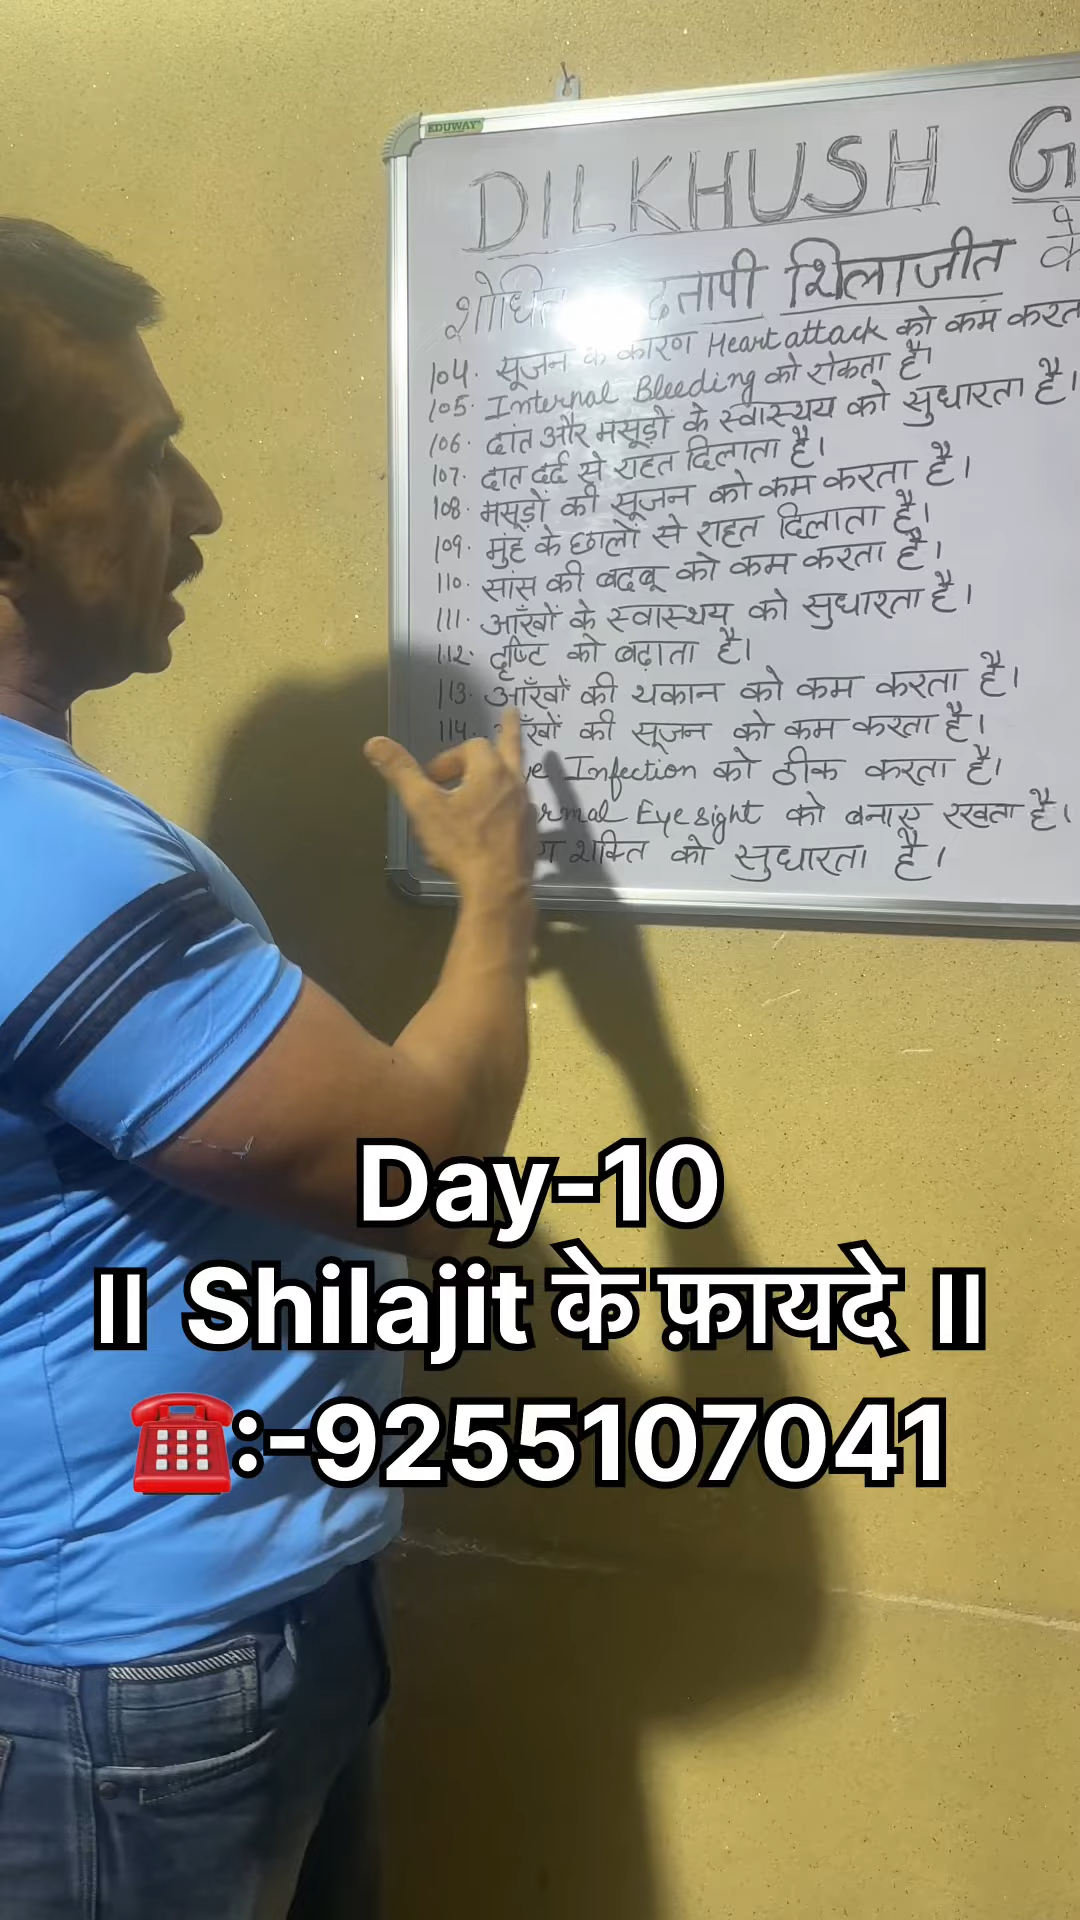 EDUWAY
DILKHUSH G
शोधित दतापी शिलाजीत के
104. सूजन के कारण Heart attack को कम करता
105. Internal Bleeding को रोकता है।
106. दांत और मसूड़ो के स्वास्थय को सुधारता है।
107. दात दर्द से राहत दिलाता है।
108. मसूड़ों की सूजन को कम करता है।
109. मुंह के छालों से राहत दिलाता है।
110. सांस की बदबू को कम करता है।
111. आँखों के स्वास्थय को सुधारता है।
112. दृष्टि को बढ़ाता है।
113. आँखों की थकान को कम करता है।
114. आँखों की सूजन को कम करता है।
Infection को ठीक करता है।
Eyesight को बनाए रखता है।
शक्ति को सुधारता है।
Day-10
॥ Shilajit के फ़ायदे ॥
☎️:-9255107041